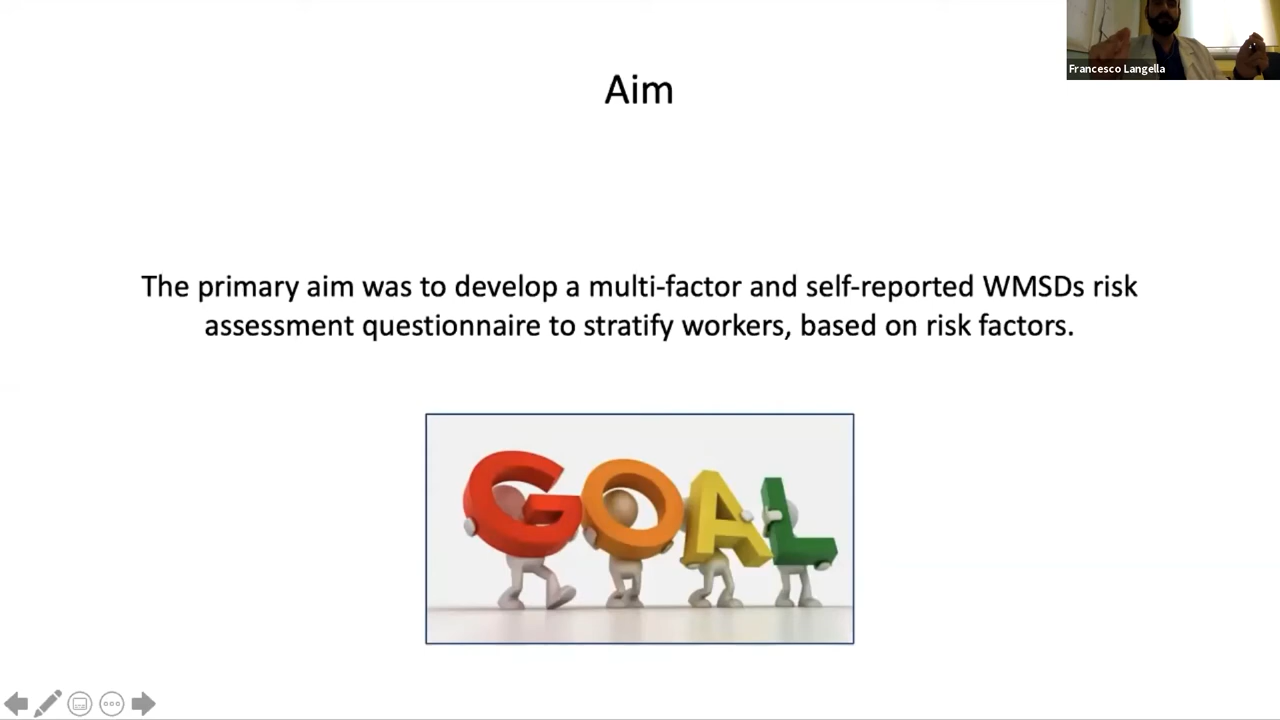 Francesco Langella
Aim
The primary aim was to develop a multi-factor and self-reported WMSDs risk
assessment questionnaire to stratify workers, based on risk factors.
GOAL